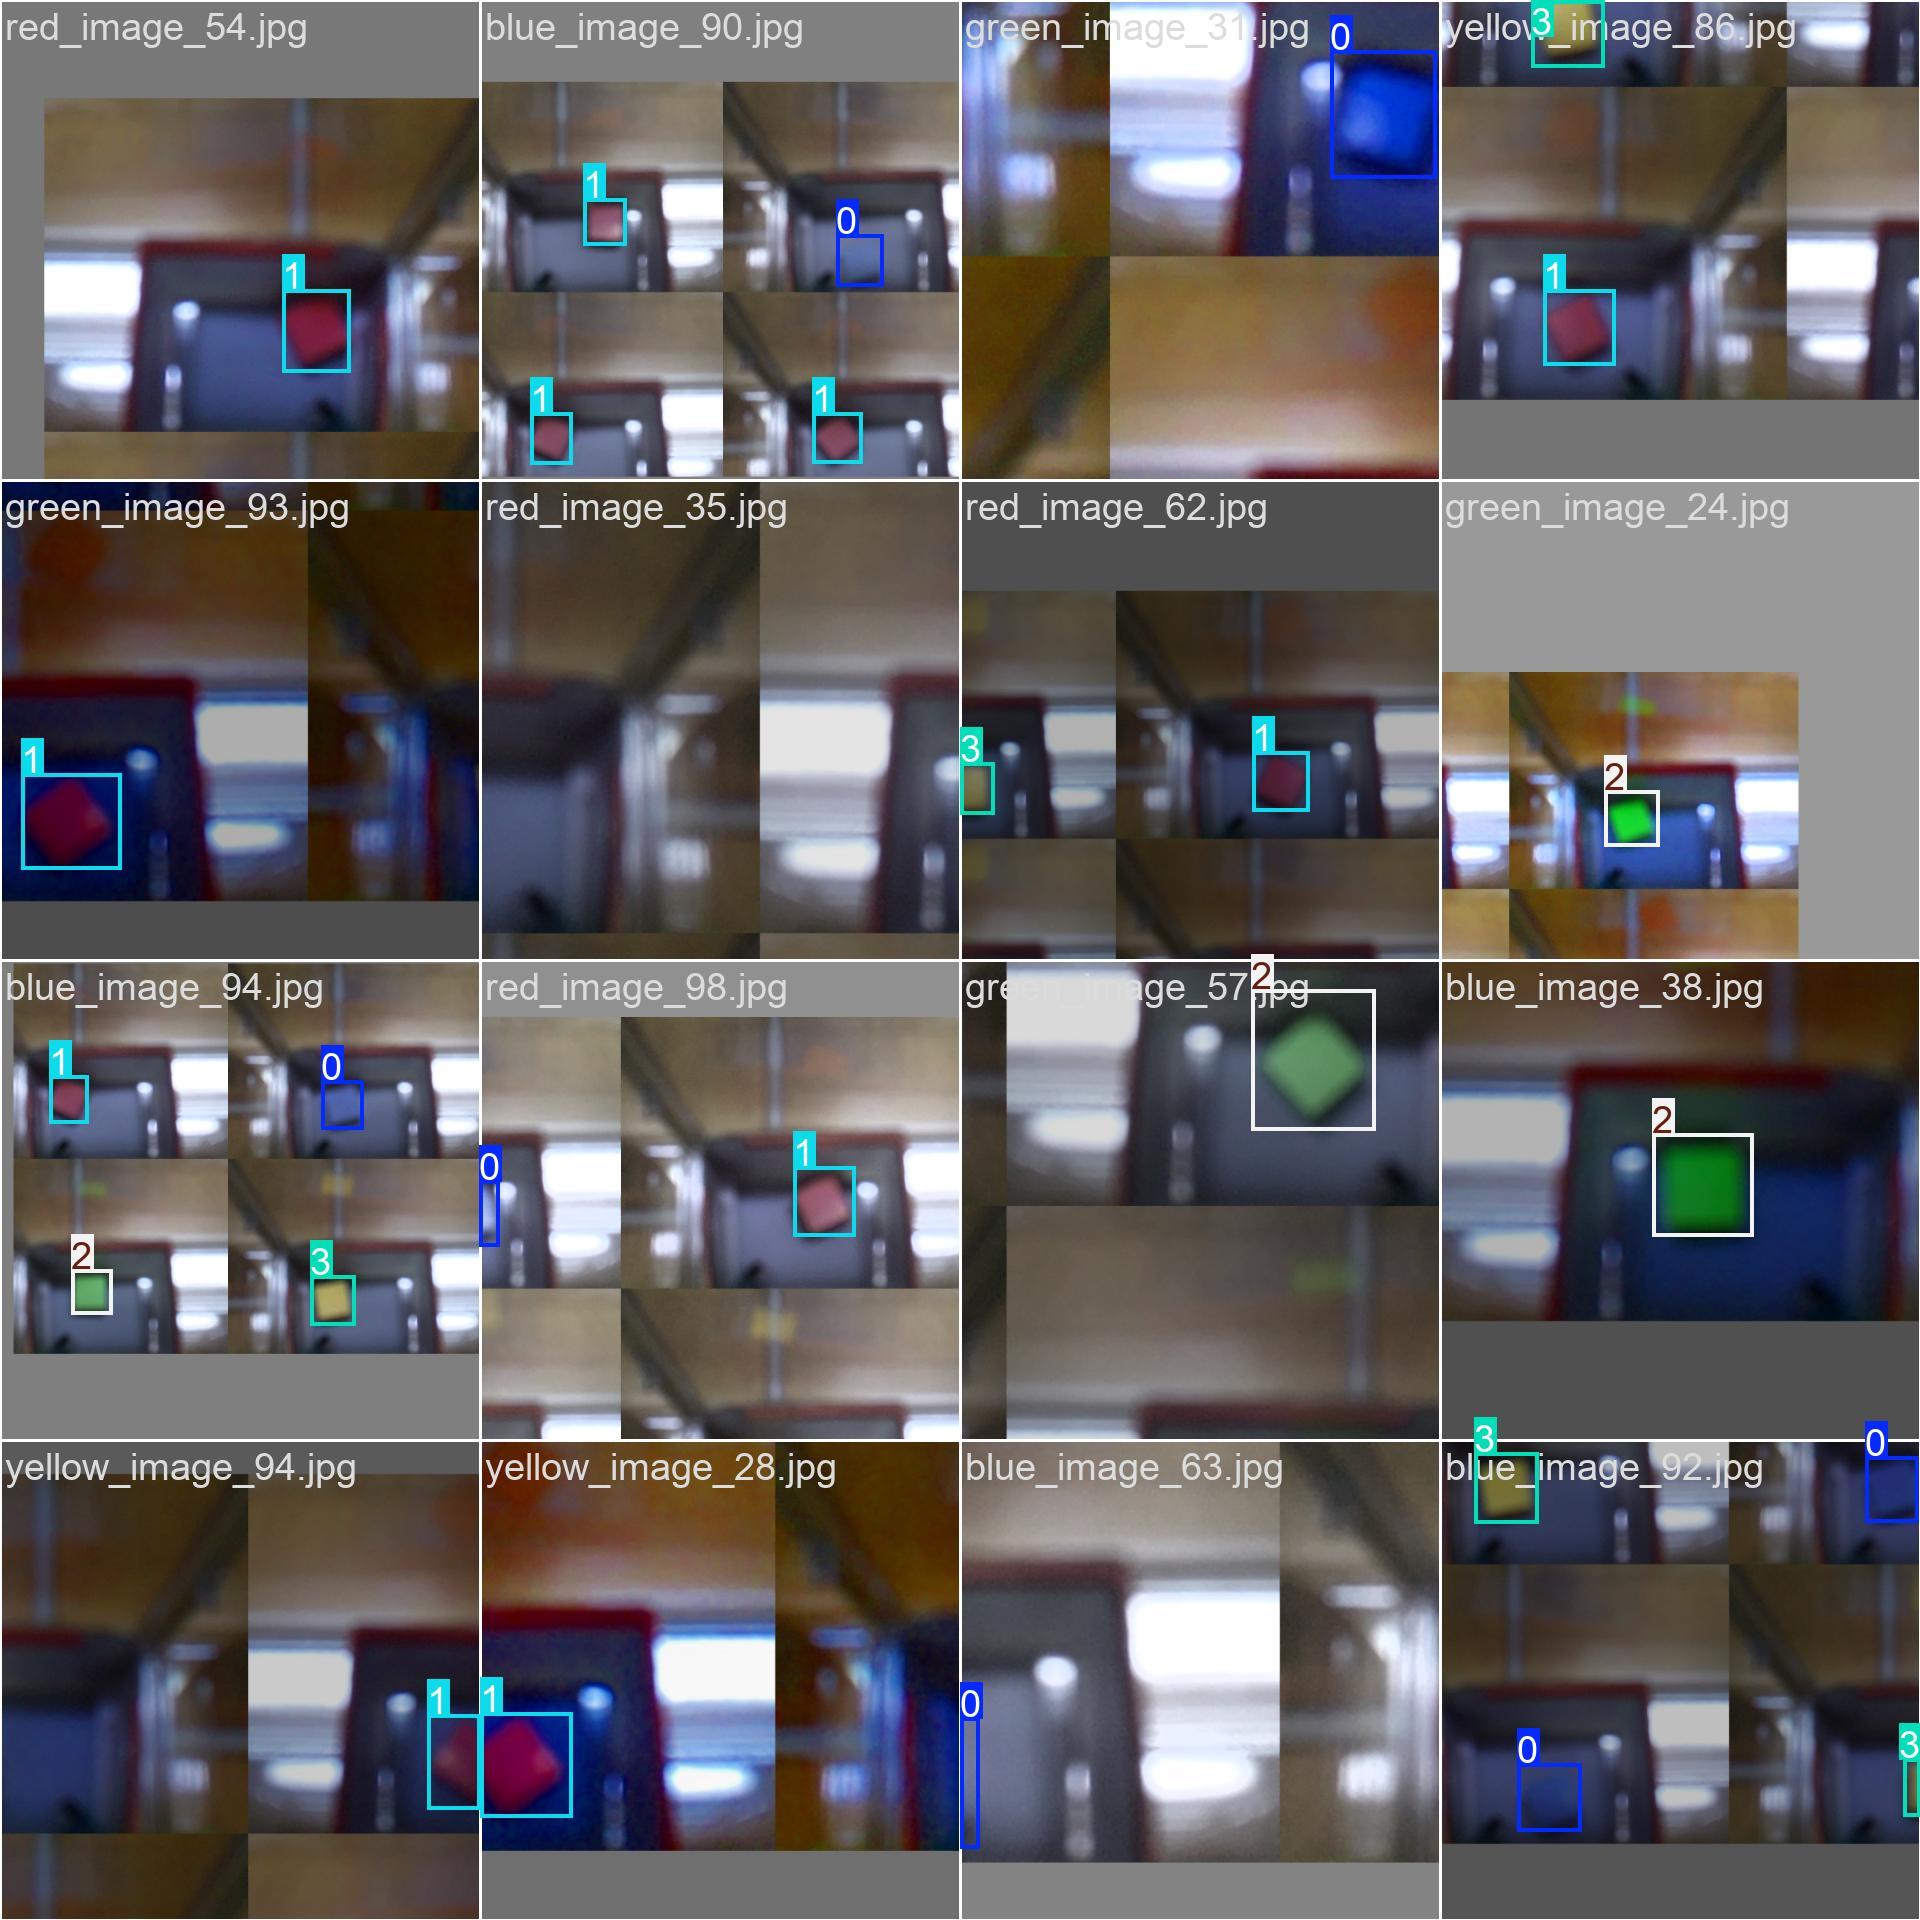 red_image_54.jpg
blue_image_90.jpg
green_image_31.jpg
yellow_image_86.jpg
1
1
0
1
1
0
3
1
green_image_93.jpg
red_image_35.jpg
red_image_62.jpg
green_image_24.jpg
1
3
1
2
blue_image_94.jpg
red_image_98.jpg
green_image_57.jpg
blue_image_38.jpg
1
0
2
3
0
1
2
2
yellow_image_94.jpg
yellow_image_28.jpg
blue_image_63.jpg
blue_image_92.jpg
1
1
0
3
0
0
3